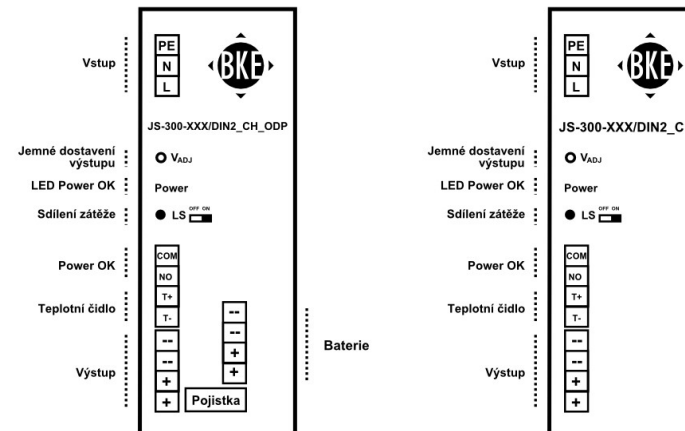 Vstup
PE
N
L
BKE
JS-300-XXX/DIN2_CH_ODP
Jemné dostavení
výstupu
VADJ
LED Power OK
Power
Sdílení zátěže
LS
OFF ON
Power OK
COM
NO
Teplotní čidlo
T+
T-
Výstup
--
--
+
+
--
--
+
+
Baterie
Pojistka
Vstup
PE
N
L
BKE
JS-300-XXX/DIN2_C
Jemné dostavení
výstupu
VADJ
LED Power OK
Power
Sdílení zátěže
LS
OFF ON
Power OK
COM
NO
Teplotní čidlo
T+
T-
Výstup
--
--
+
+